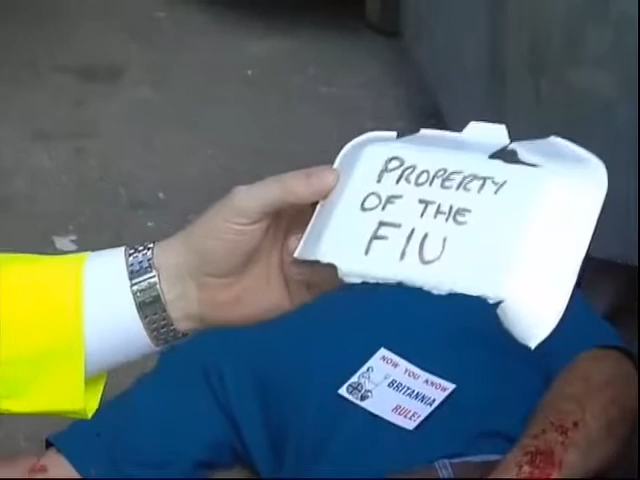 PROPERTY
OF THE
FIU
NOW YOU KNOW
BRITANNIA
RULE!